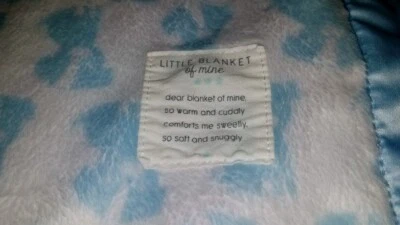 LITTLE BLANKET
of mine
dear blanket of mine
so warm and cuddly
comforts me sweetly,
so soft and snuggly